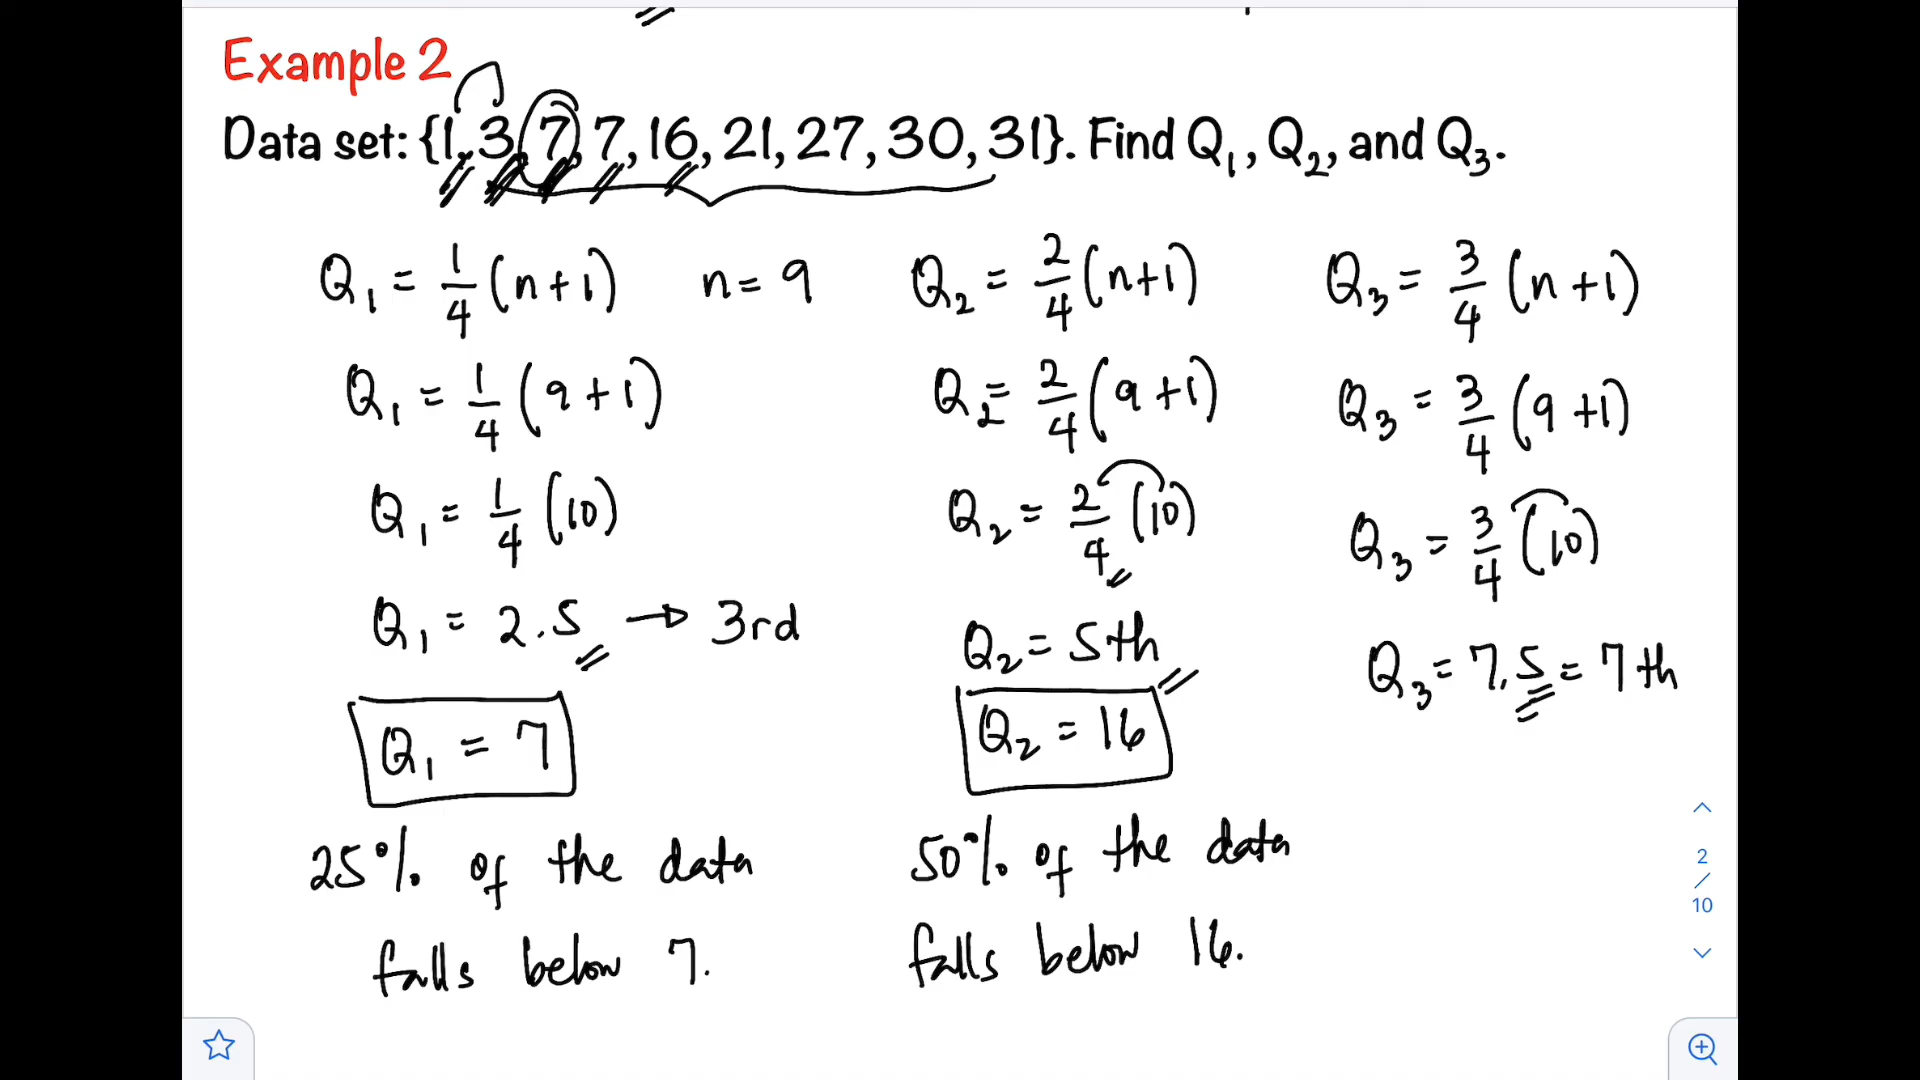 Example 2
Data set: {1, 3, 7, 7, 16, 21, 27, 30, 31}. Find Q₁, Q₂, and Q₃.
Q₁ = 1/4 (n+1)
n = 9
Q₁ = 1/4 (9+1)
Q₁ = 1/4 (10)
Q₁ = 2.5 → 3rd
Q₁ = 7
25% of the data
falls below 7.
Q₂ = 2/4 (n+1)
Q₂ = 2/4 (9+1)
Q₂ = 2/4 (10)
Q₂ = 5th
Q₂ = 16
50% of the data
falls below 16.
Q₃ = 3/4 (n+1)
Q₃ = 3/4 (9+1)
Q₃ = 3/4 (10)
Q₃ = 7.5 = 7th
2
/
10